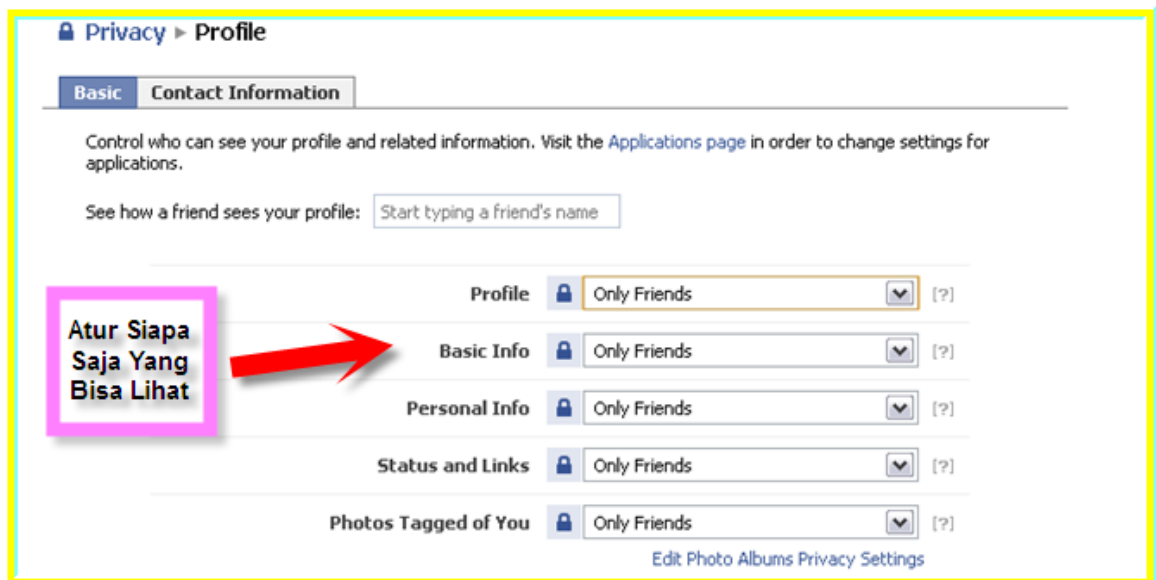 Privacy ▸ Profile
Basic Contact Information
Control who can see your profile and related information. Visit the Applications page in order to change settings for
applications.
See how a friend sees your profile: Start typing a friend's name
Profile Only Friends [?]
Atur Siapa
Saja Yang
Bisa Lihat
Basic Info Only Friends [?]
Personal Info Only Friends [?]
Status and Links Only Friends [?]
Photos Tagged of You Only Friends [?]
Edit Photo Albums Privacy Settings